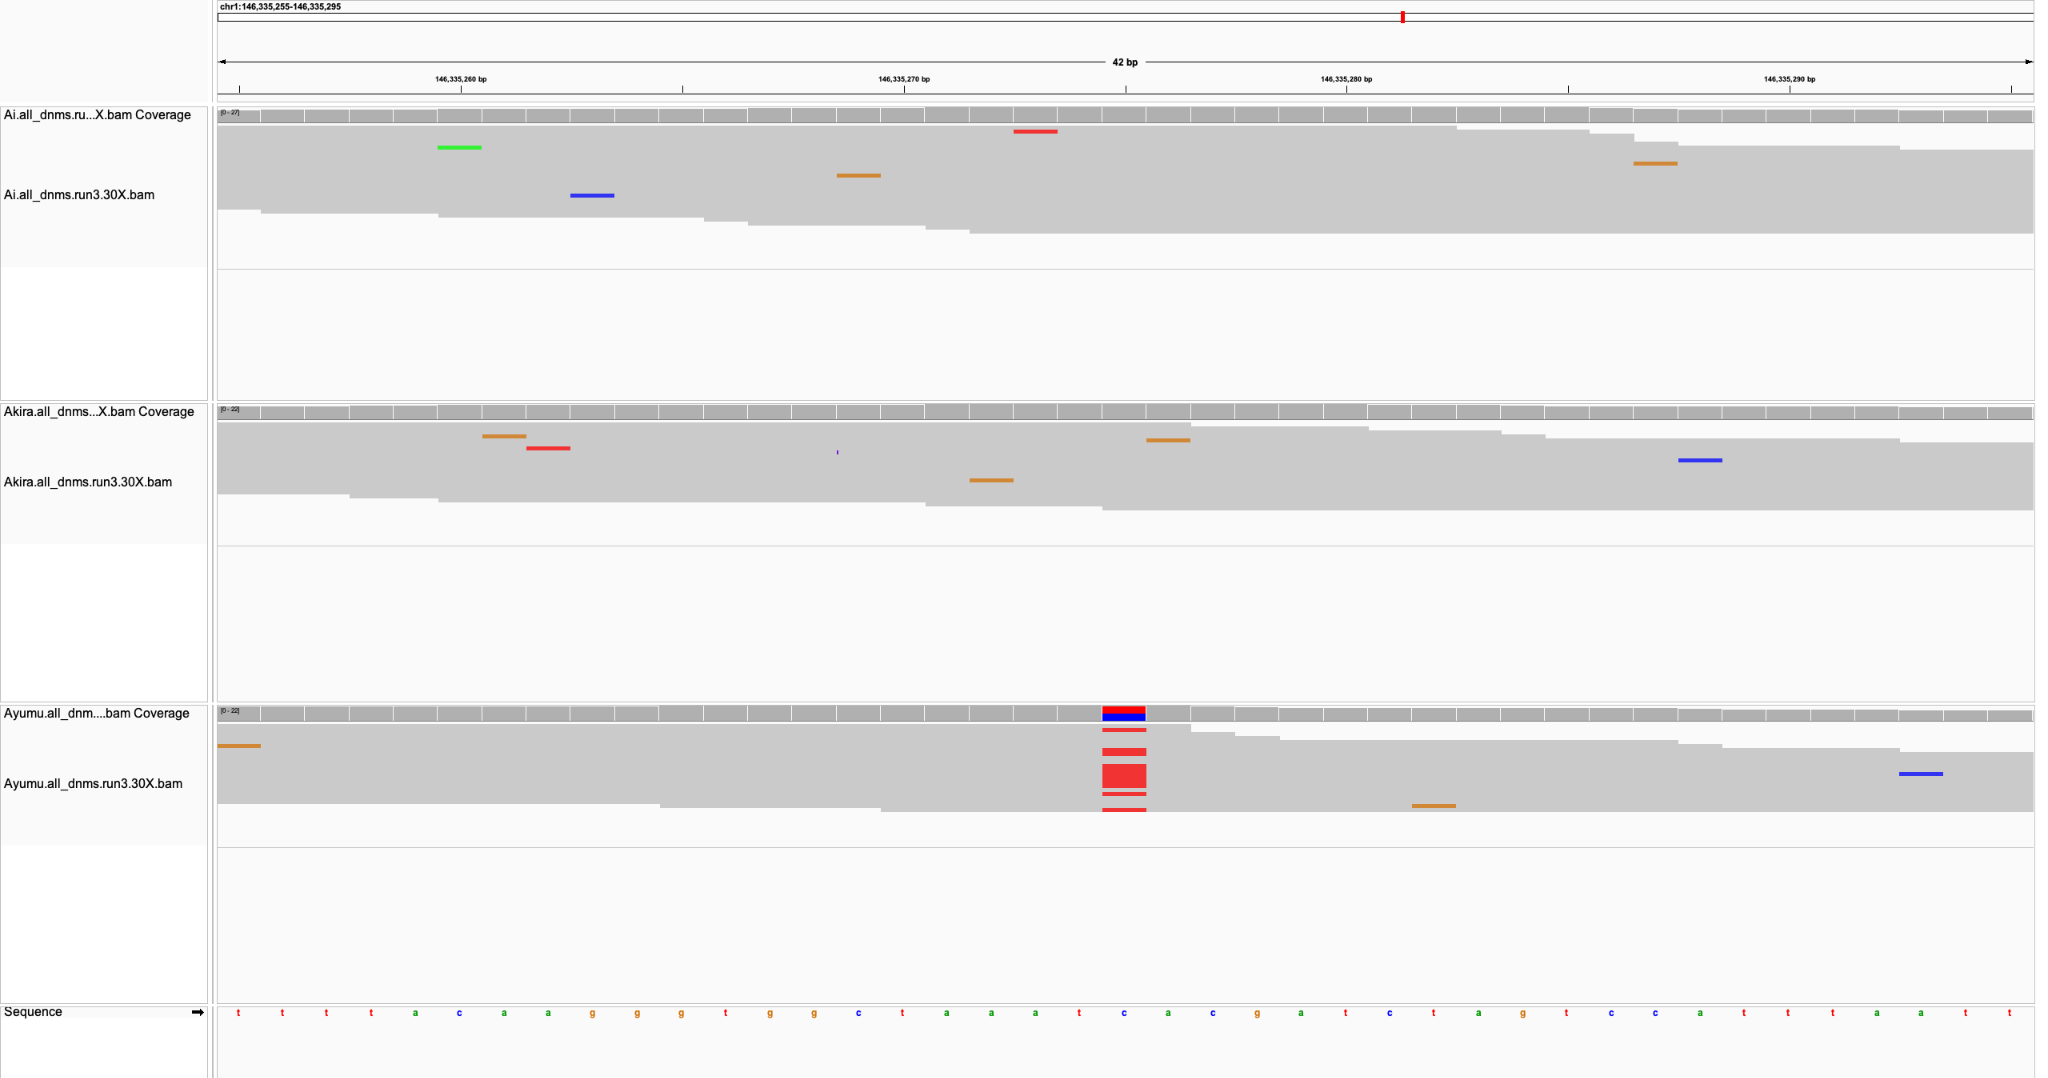 chr1:146,335,255-146,335,295
42 bp
146,335,260 bp 146,335,270 bp 146,335,280 bp 146,335,290 bp
Ai.all_dnms.ru...X.bam Coverage
[0 - 27]
Ai.all_dnms.run3.30X.bam
Akira.all_dnms...X.bam Coverage
[0 - 22]
Akira.all_dnms.run3.30X.bam
Ayumu.all_dnm....bam Coverage
[0 - 22]
Ayumu.all_dnms.run3.30X.bam
Sequence t t t t a c a a g g g t g g c t a a a t c a c g a t c t a g t c c a t t t a a t t